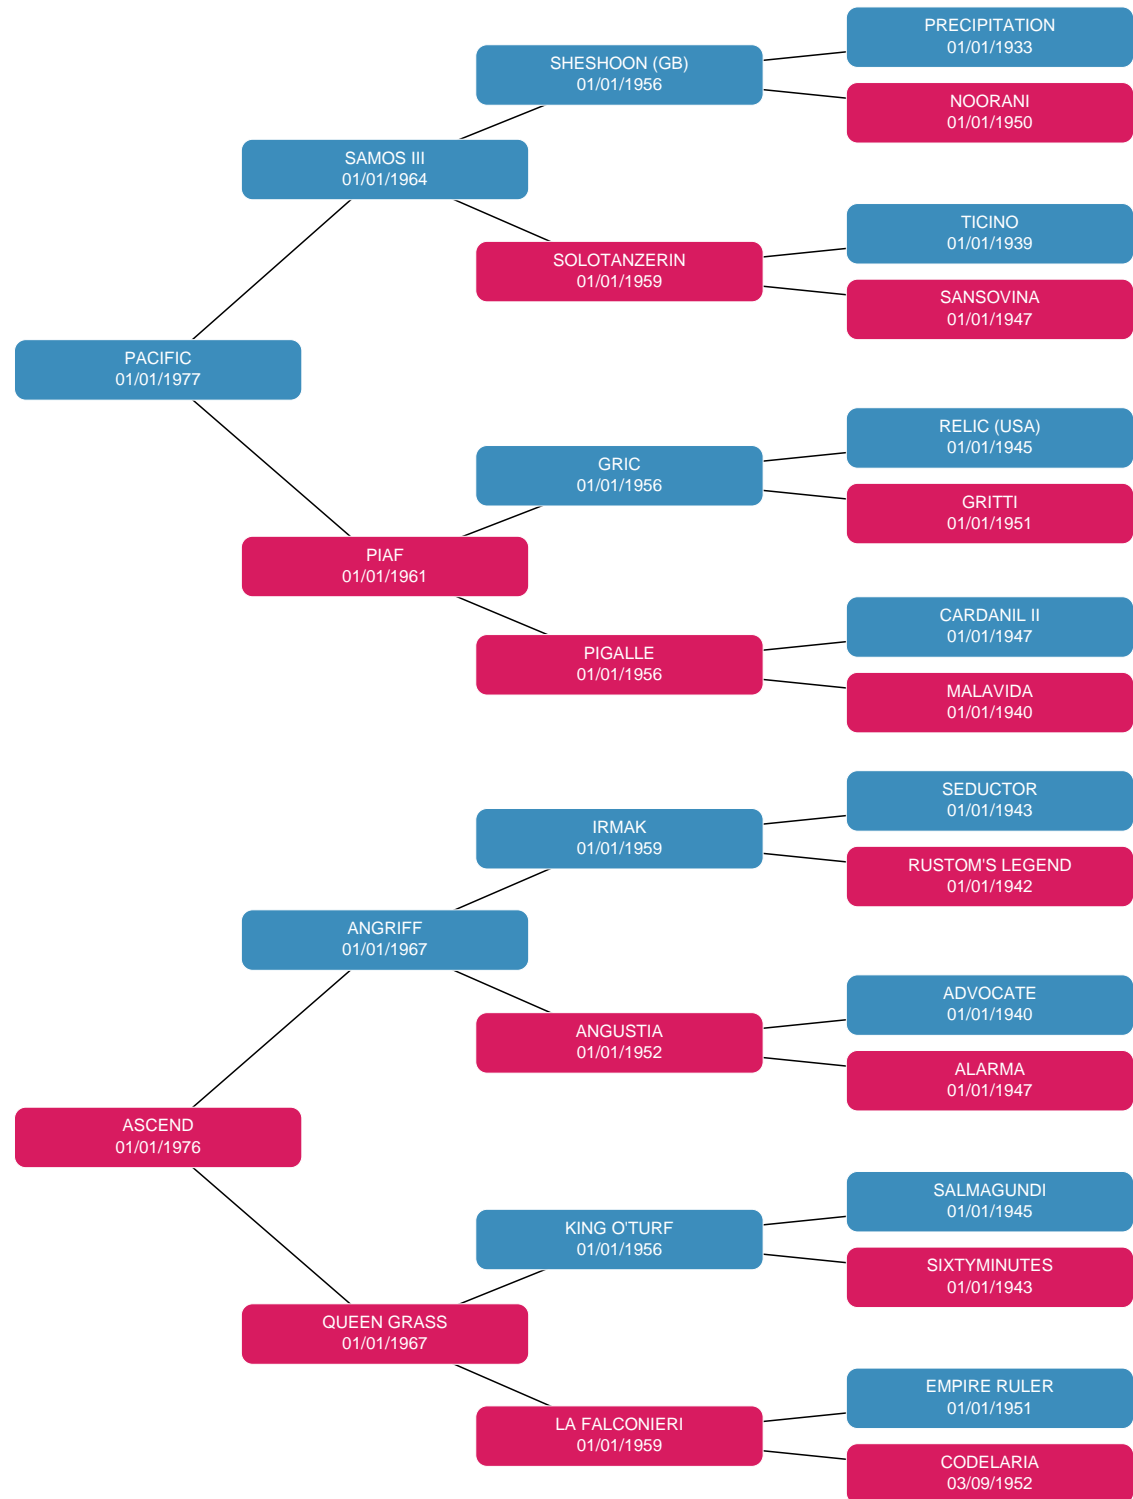 PRECIPITATION
01/01/1933
SHESHOON (GB)
01/01/1956
NOORANI
01/01/1950
SAMOS III
01/01/1964
TICINO
01/01/1939
SOLOTANZERIN
01/01/1959
SANSOVINA
01/01/1947
PACIFIC
01/01/1977
RELIC (USA)
01/01/1945
GRIC
01/01/1956
GRITTI
01/01/1951
PIAF
01/01/1961
CARDANIL II
01/01/1947
PIGALLE
01/01/1956
MALAVIDA
01/01/1940
SEDUCTOR
01/01/1943
IRMAK
01/01/1959
RUSTOM'S LEGEND
01/01/1942
ANGRIFF
01/01/1967
ADVOCATE
01/01/1940
ANGUSTIA
01/01/1952
ALARMA
01/01/1947
ASCEND
01/01/1976
SALMAGUNDI
01/01/1945
KING O'TURF
01/01/1956
SIXTYMINUTES
01/01/1943
QUEEN GRASS
01/01/1967
EMPIRE RULER
01/01/1951
LA FALCONIERI
01/01/1959
CODELARIA
03/09/1952